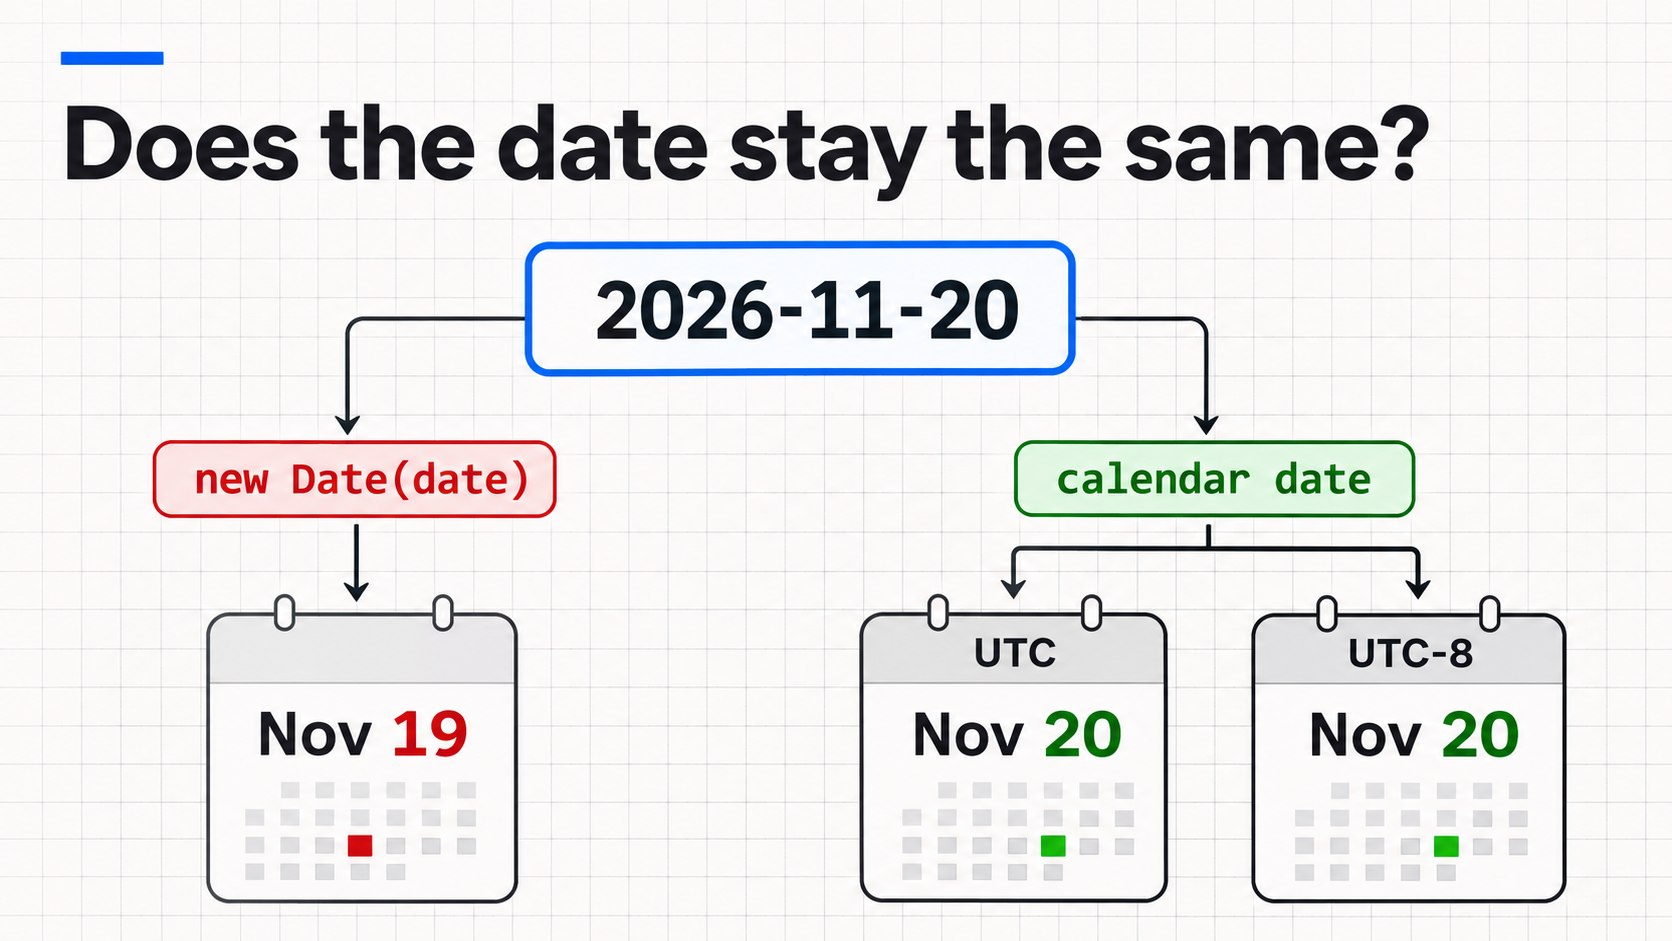 Does the date stay the same?
2026-11-20
new Date(date)
calendar date
UTC
UTC-8
Nov 19
Nov 20
Nov 20